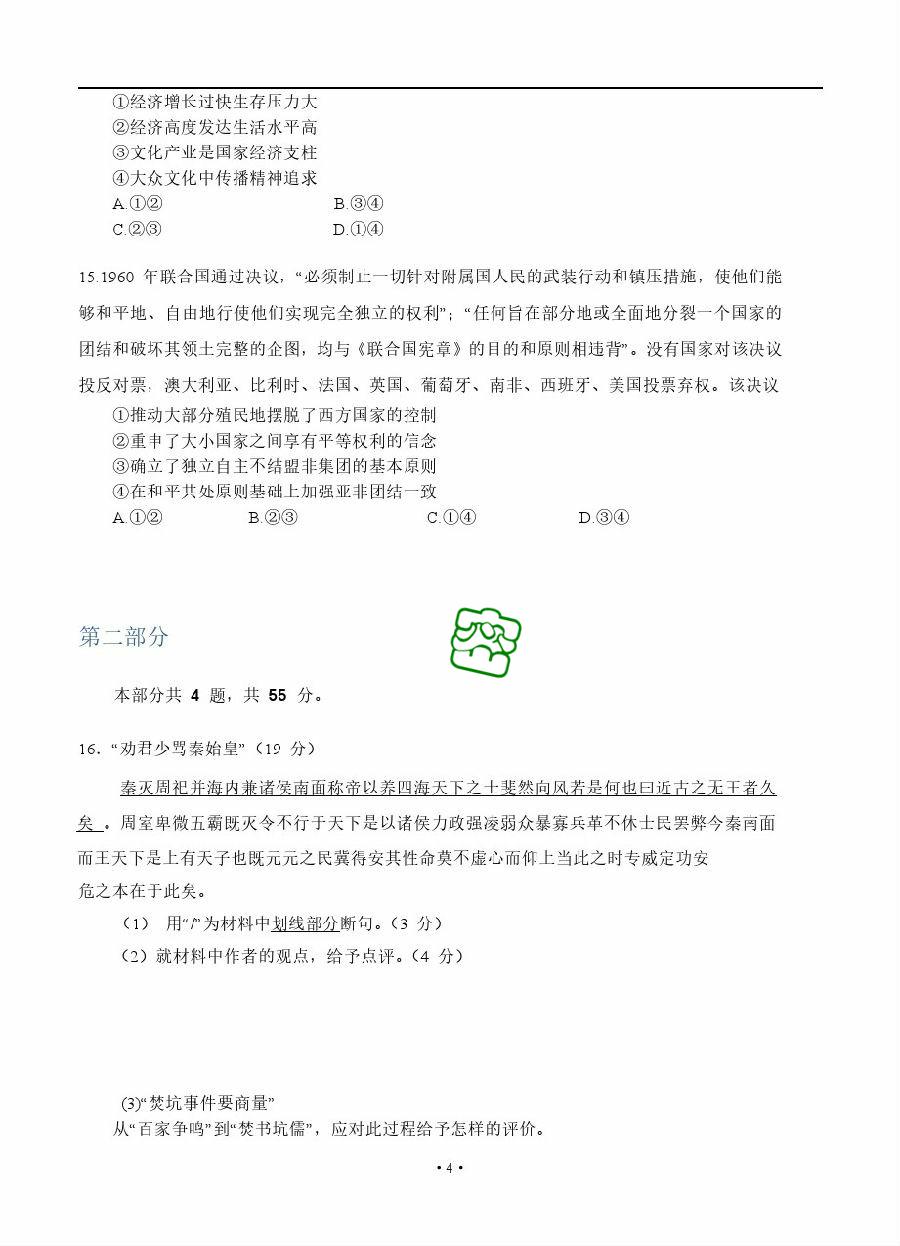 ①经济增长过快生存压力大
②经济高度发达生活水平高
③文化产业是国家经济支柱
④大众文化中传播精神追求
A.①② B.③④
C.②③ D.①④
15.1960 年联合国通过决议，“必须制止一切针对附属国人民的武装行动和镇压措施，使他们能
够和平地、自由地行使他们实现完全独立的权利”；“任何旨在部分地或全面地分裂一个国家的
团结和破坏其领土完整的企图，均与《联合国宪章》的目的和原则相违背”。没有国家对该决议
投反对票，澳大利亚、比利时、法国、英国、葡萄牙、南非、西班牙、美国投票弃权。该决议
①推动大部分殖民地摆脱了西方国家的控制
②重申了大小国家之间享有平等权利的信念
③确立了独立自主不结盟非集团的基本原则
④在和平共处原则基础上加强亚非团结一致
A.①② B.②③ C.①④ D.③④
第二部分
本部分共 4 题，共 55 分。
16．“劝君少骂秦始皇”（19 分）
秦灭周祀并海内兼诸侯南面称帝以养四海天下之士斐然向风若是何也曰近古之无王者久
矣 。周室卑微五霸既灭令不行于天下是以诸侯力政强凌弱众暴寡兵革不休士民罢弊今秦南面
而王天下是上有天子也既元元之民冀得安其性命莫不虚心而仰上当此之时专威定功安
危之本在于此矣。
（1） 用“/”为材料中划线部分断句。（3 分）
（2）就材料中作者的观点，给予点评。（4 分）
(3)“焚坑事件要商量”
从“百家争鸣”到“焚书坑儒”，应对此过程给予怎样的评价。
• 4 •